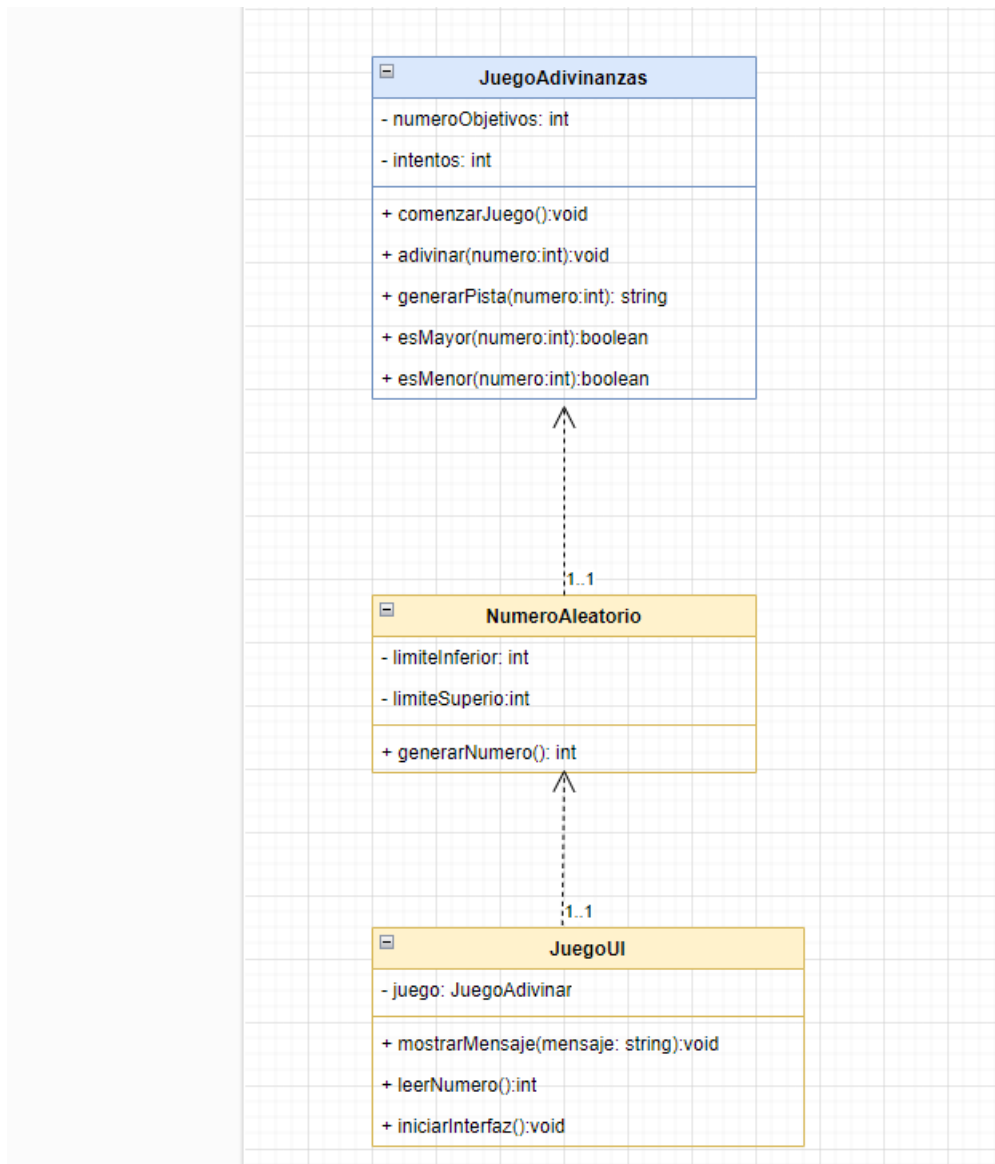 JuegoAdivinanzas
- numeroObjetivos: int
- intentos: int
+ comenzarJuego():void
+ adivinar(numero:int):void
+ generarPista(numero:int): string
+ esMayor(numero:int):boolean
+ esMenor(numero:int):boolean
1..1
NumeroAleatorio
- limiteInferior: int
- limiteSuperio:int
+ generarNumero(): int
1..1
JuegoUI
- juego: JuegoAdivinar
+ mostrarMensaje(mensaje: string):void
+ leerNumero():int
+ iniciarInterfaz():void